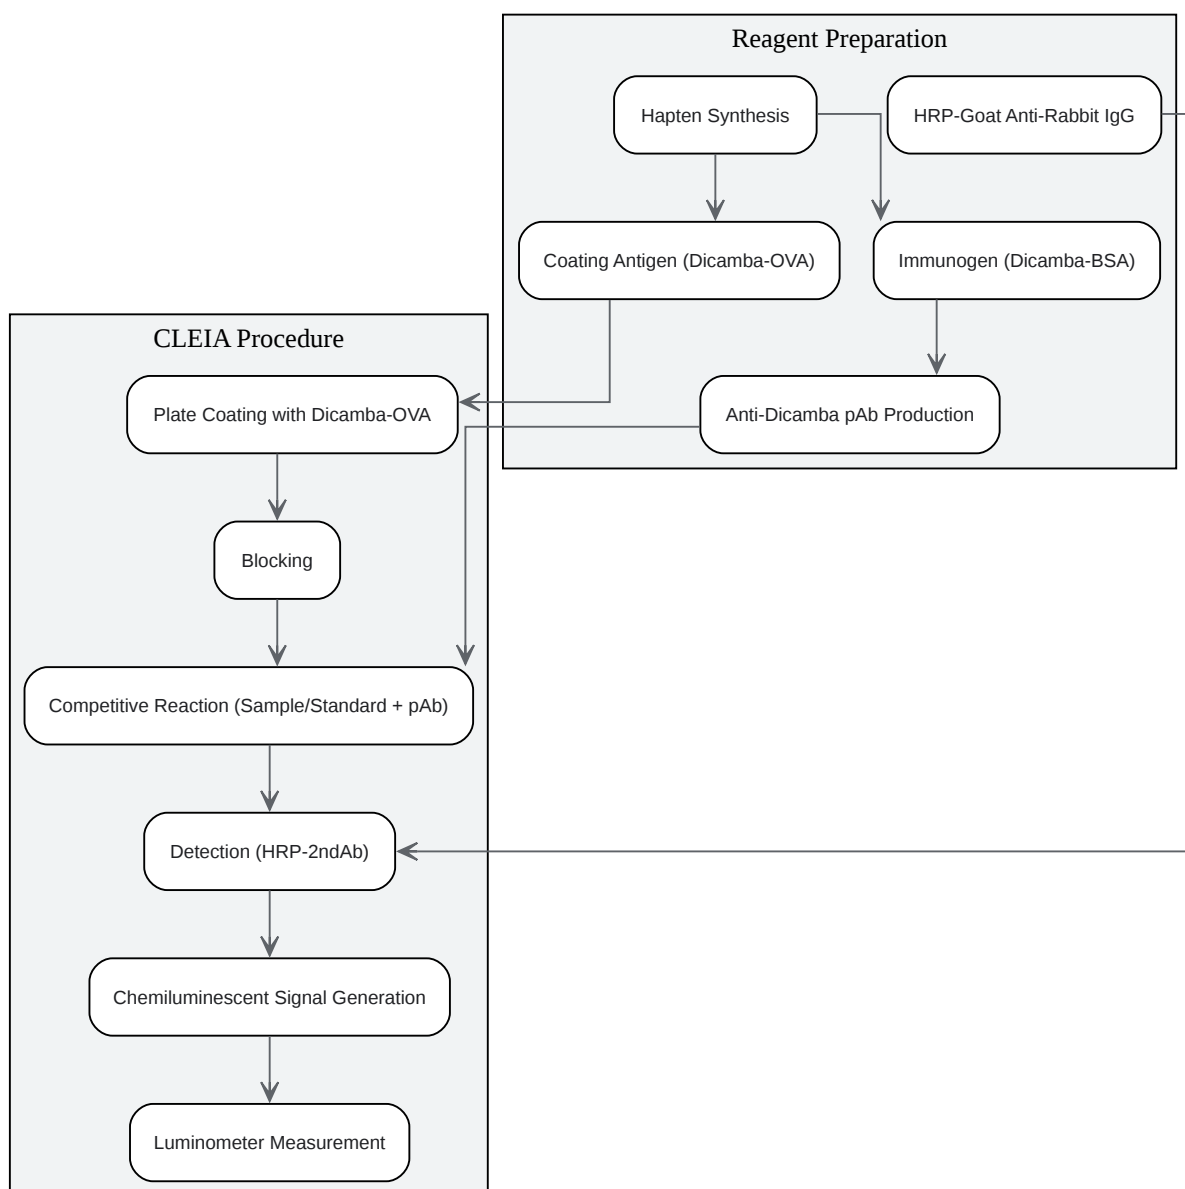 Reagent Preparation
Hapten Synthesis
HRP-Goat Anti-Rabbit IgG
Coating Antigen (Dicamba-OVA)
Immunogen (Dicamba-BSA)
Anti-Dicamba pAb Production
CLEIA Procedure
Plate Coating with Dicamba-OVA
Blocking
Competitive Reaction (Sample/Standard + pAb)
Detection (HRP-2ndAb)
Chemiluminescent Signal Generation
Luminometer Measurement